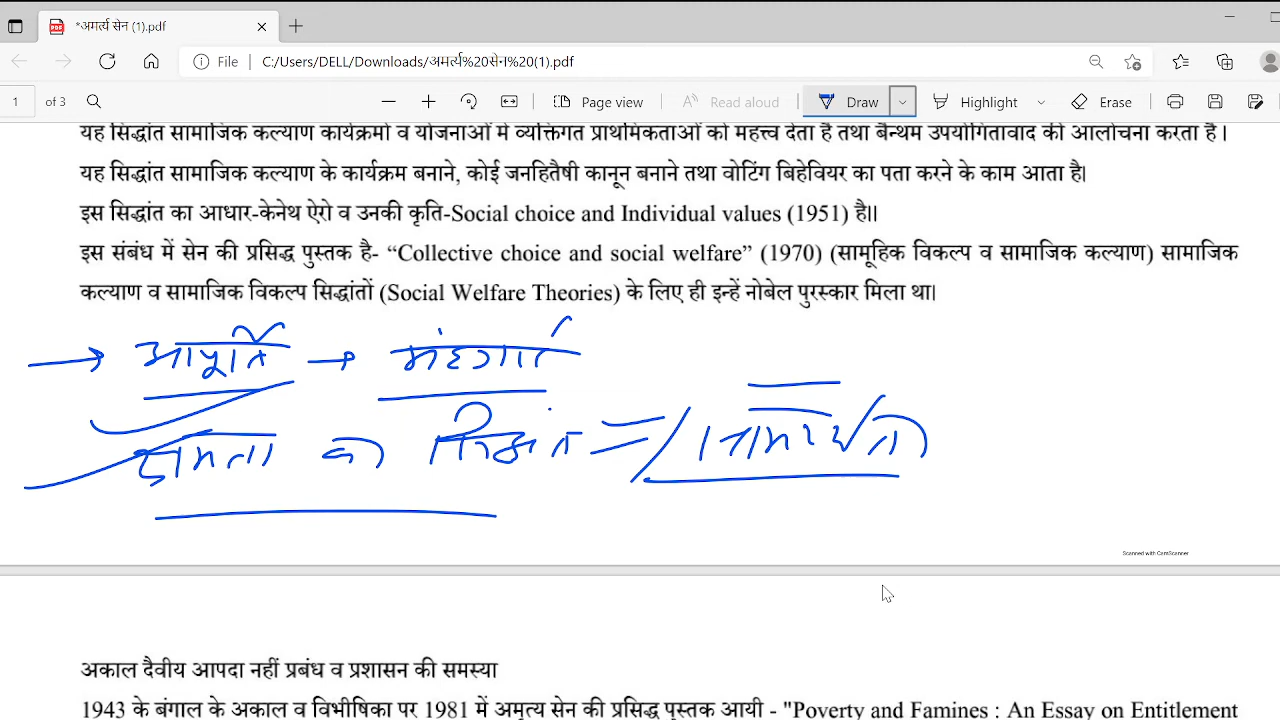 *अमर्त्य सेन (1).pdf
File C:/Users/DELL/Downloads/अमर्त्य%20सेन%20(1).pdf
1 of 3 Page view Read aloud Draw Highlight Erase
यह सिद्धांत सामाजिक कल्याण कार्यक्रमों व योजनाओं में व्यक्तिगत प्राथमिकताओं को महत्त्व देता है तथा बैन्थम उपयोगितावाद की आलोचना करता है।
यह सिद्धांत सामाजिक कल्याण के कार्यक्रम बनाने, कोई जनहितैषी कानून बनाने तथा वोटिंग बिहेवियर का पता करने के काम आता है।
इस सिद्धांत का आधार-केनेथ ऐरो व उनकी कृति-Social choice and Individual values (1951) है।।
इस संबंध में सेन की प्रसिद्ध पुस्तक है- “Collective choice and social welfare” (1970) (सामूहिक विकल्प व सामाजिक कल्याण) सामाजिक
कल्याण व सामाजिक विकल्प सिद्धांतों (Social Welfare Theories) के लिए ही इन्हें नोबेल पुरस्कार मिला था।
→ आपूर्ति → मंहगाई
क्षमता का सिद्धांत =
Scanned with CamScanner
अकाल दैवीय आपदा नहीं प्रबंध व प्रशासन की समस्या
1943 के बंगाल के अकाल व विभीषिका पर 1981 में अमृत्य सेन की प्रसिद्ध पुस्तक आयी - "Poverty and Famines : An Essay on Entitlement